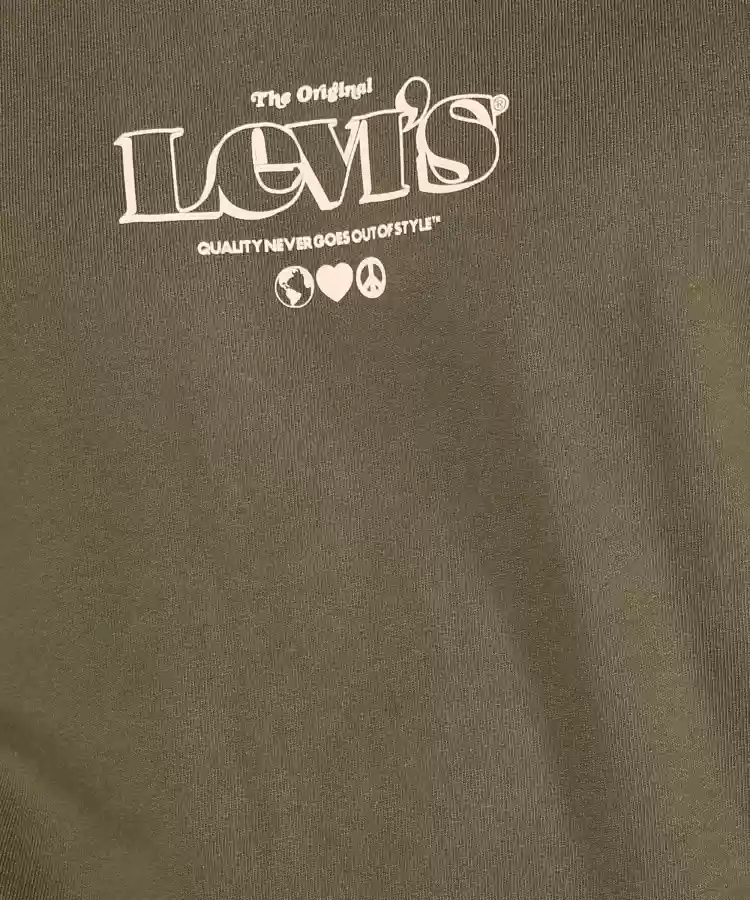 The Original
Levi's®
QUALITY NEVER GOES OUT OF STYLE™